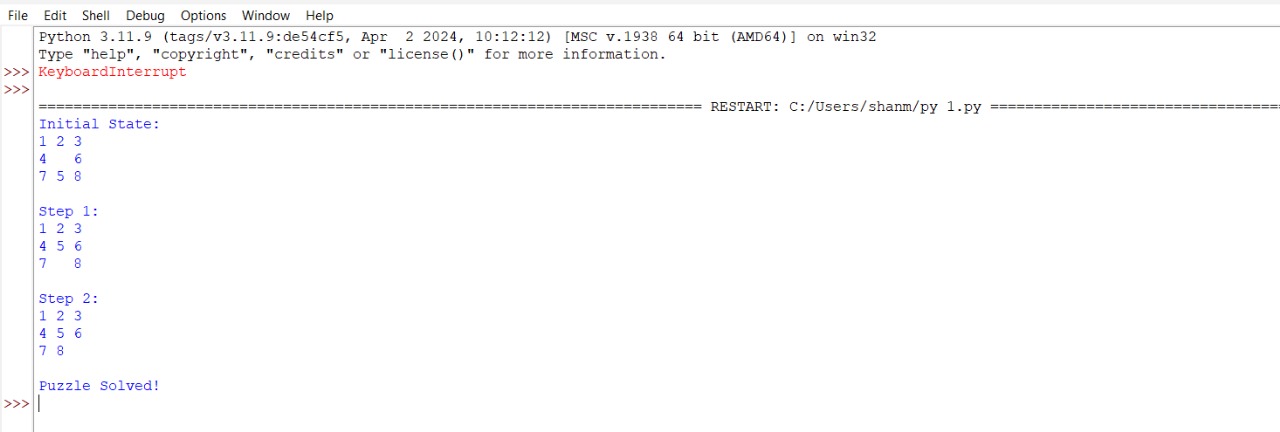 File Edit Shell Debug Options Window Help
Python 3.11.9 (tags/v3.11.9:de54cf5, Apr  2 2024, 10:12:12) [MSC v.1938 64 bit (AMD64)] on win32
Type "help", "copyright", "credits" or "license()" for more information.
>>> KeyboardInterrupt
>>>
=========================================================================== RESTART: C:/Users/shanm/py 1.py =================================
Initial State:
1 2 3
4   6
7 5 8

Step 1:
1 2 3
4 5 6
7   8

Step 2:
1 2 3
4 5 6
7 8

Puzzle Solved!
>>>